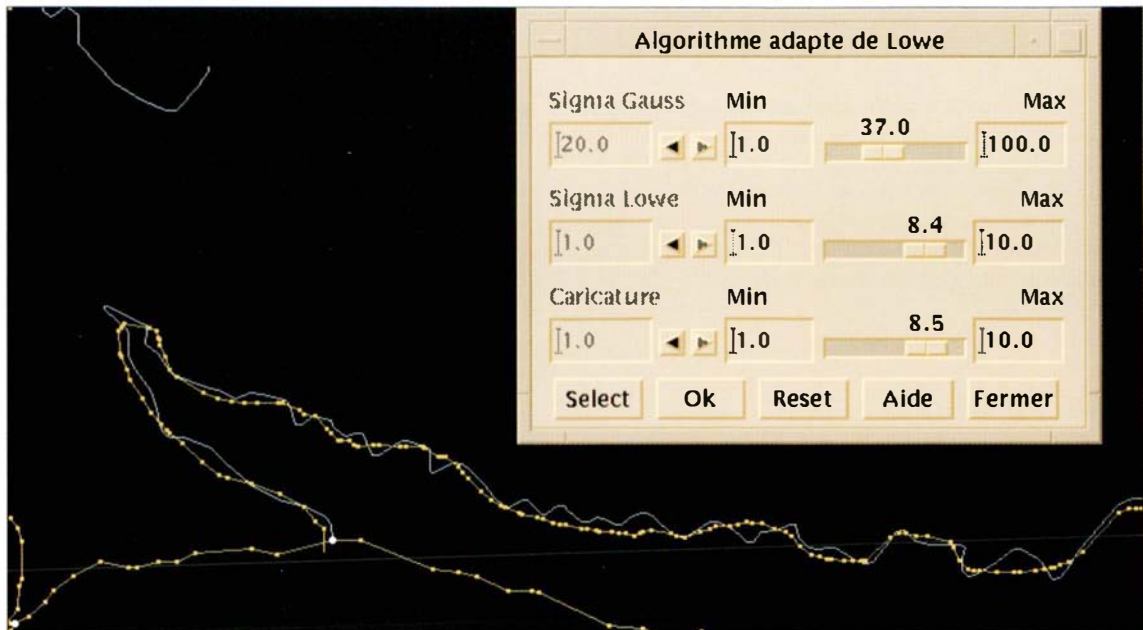 Algorithme adapte de Lowe
Sigma Gauss Min Max
20.0 1.0 37.0 100.0
Sigma Lowe Min Max
1.0 1.0 8.4 10.0
Caricature Min Max
1.0 1.0 8.5 10.0
Select Ok Reset Aide Fermer